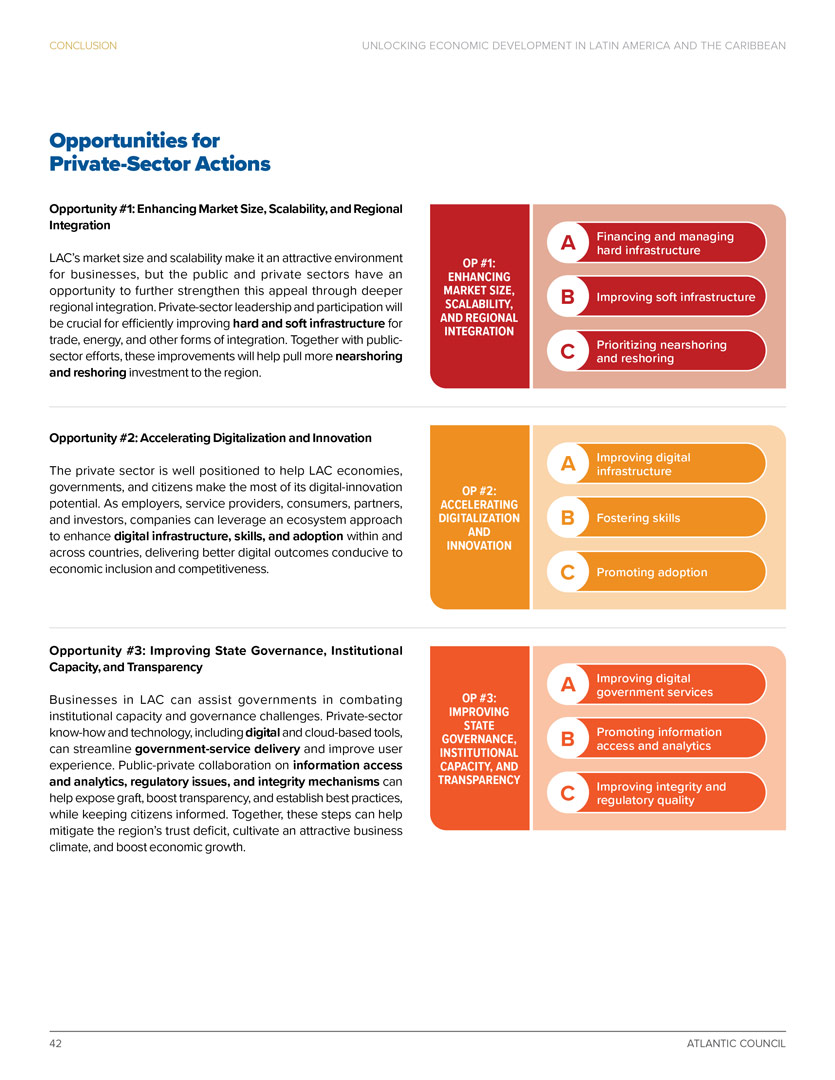 CONCLUSION
UNLOCKING ECONOMIC DEVELOPMENT IN LATIN AMERICA AND THE CARIBBEAN
Opportunities for
Private-Sector Actions
Opportunity #1: Enhancing Market Size, Scalability, and Regional
Integration
LAC’s market size and scalability make it an attractive environment
for businesses, but the public and private sectors have an
opportunity to further strengthen this appeal through deeper
regional integration. Private-sector leadership and participation will
be crucial for efficiently improving hard and soft infrastructure for
trade, energy, and other forms of integration. Together with public-
sector efforts, these improvements will help pull more nearshoring
and reshoring investment to the region.
OP #1:
ENHANCING
MARKET SIZE,
SCALABILITY,
AND REGIONAL
INTEGRATION
A
Financing and managing
hard infrastructure
B
Improving soft infrastructure
C
Prioritizing nearshoring
and reshoring
Opportunity #2: Accelerating Digitalization and Innovation
The private sector is well positioned to help LAC economies,
governments, and citizens make the most of its digital-innovation
potential. As employers, service providers, consumers, partners,
and investors, companies can leverage an ecosystem approach
to enhance digital infrastructure, skills, and adoption within and
across countries, delivering better digital outcomes conducive to
economic inclusion and competitiveness.
OP #2:
ACCELERATING
DIGITALIZATION
AND
INNOVATION
A
Improving digital
infrastructure
B
Fostering skills
C
Promoting adoption
Opportunity #3: Improving State Governance, Institutional
Capacity, and Transparency
Businesses in LAC can assist governments in combating
institutional capacity and governance challenges. Private-sector
know-how and technology, including digital and cloud-based tools,
can streamline government-service delivery and improve user
experience. Public-private collaboration on information access
and analytics, regulatory issues, and integrity mechanisms can
help expose graft, boost transparency, and establish best practices,
while keeping citizens informed. Together, these steps can help
mitigate the region’s trust deficit, cultivate an attractive business
climate, and boost economic growth.
OP #3:
IMPROVING
STATE
GOVERNANCE,
INSTITUTIONAL
CAPACITY, AND
TRANSPARENCY
A
Improving digital
government services
B
Promoting information
access and analytics
C
Improving integrity and
regulatory quality
42
ATLANTIC COUNCIL